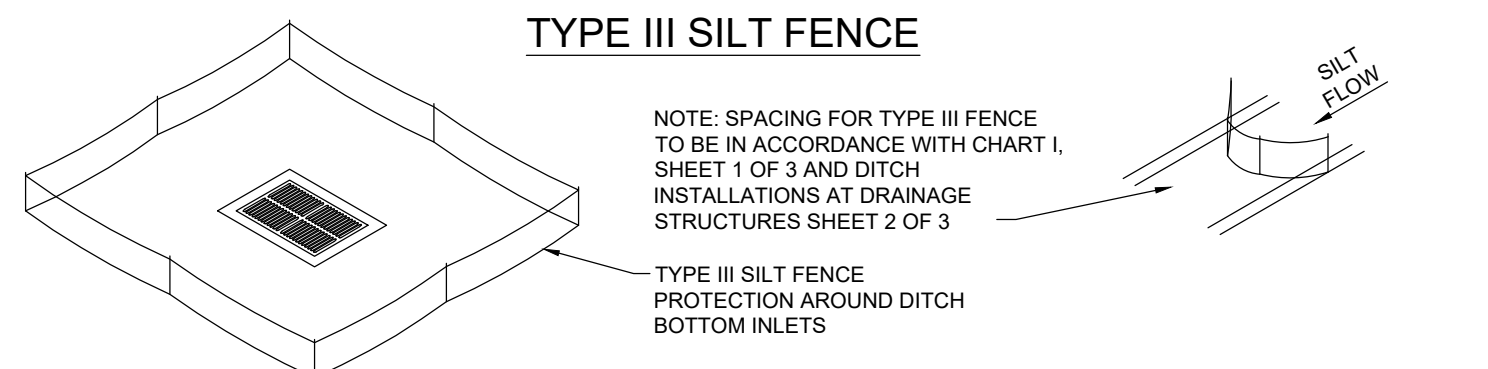 TYPE III SILT FENCE
NOTE: SPACING FOR TYPE III FENCE
TO BE IN ACCORDANCE WITH CHART I,
SHEET 1 OF 3 AND DITCH
INSTALLATIONS AT DRAINAGE
STRUCTURES SHEET 2 OF 3
TYPE III SILT FENCE
PROTECTION AROUND DITCH
BOTTOM INLETS
SILT
FLOW